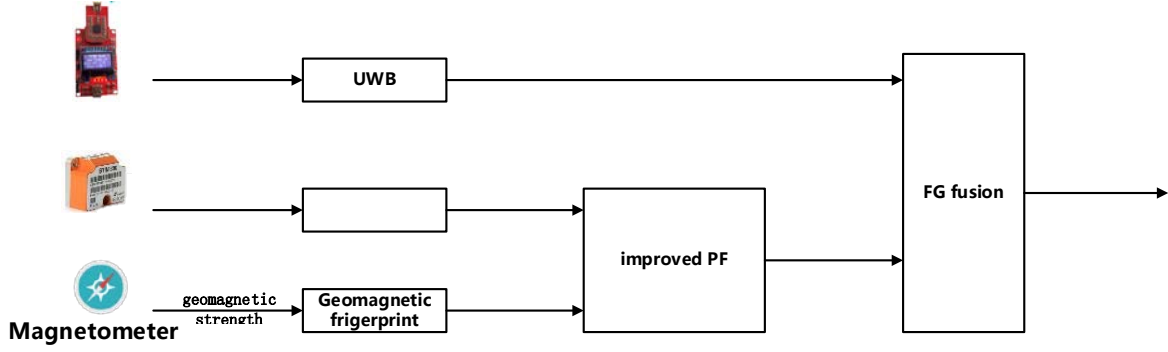 UWB
FG fusion
improved PF
geomagnetic
strength
Geomagnetic
frigerprint
Magnetometer